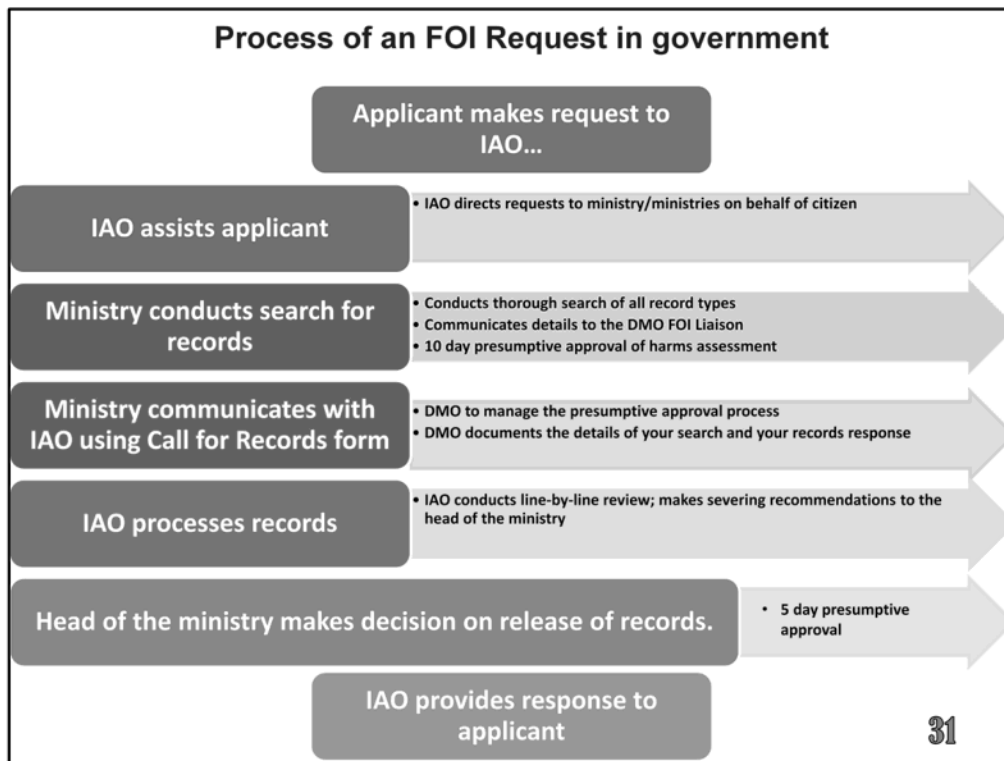 Process of an FOI Request in government
Applicant makes request to
IAO...
IAO assists applicant
• IAO directs requests to ministry/ministries on behalf of citizen
Ministry conducts search for
records
• Conducts thorough search of all record types
• Communicates details to the DMO FOI Liaison
• 10 day presumptive approval of harms assessment
Ministry communicates with
IAO using Call for Records form
• DMO to manage the presumptive approval process
• DMO documents the details of your search and your records response
IAO processes records
• IAO conducts line-by-line review; makes severing recommendations to the
head of the ministry
Head of the ministry makes decision on release of records.
• 5 day presumptive
approval
IAO provides response to
applicant
31